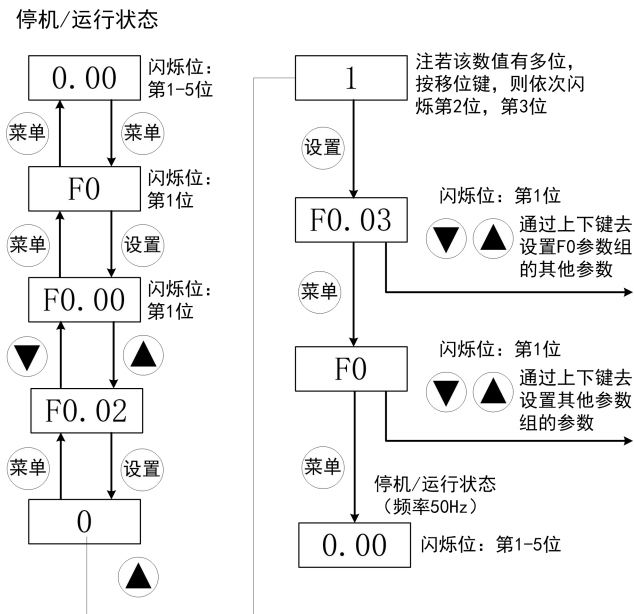 停机/运行状态
0.00
闪烁位：
第1-5位
菜单
菜单
F0
闪烁位：
第1位
菜单
设置
F0.00
闪烁位：
第1位
F0.02
菜单
设置
0
1
注若该数值有多位，
按移位键，则依次闪
烁第2位，第3位
设置
F0.03
闪烁位：第1位
通过上下键去
设置F0参数组
的其他参数
菜单
F0
闪烁位：第1位
通过上下键去
设置其他参数
组的参数
菜单
停机/运行状态
（频率50Hz）
0.00
闪烁位：第1-5位